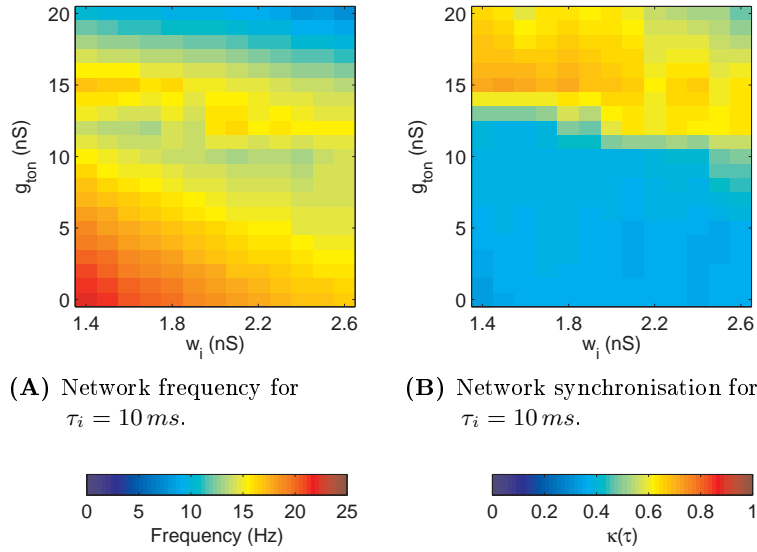 20
15
10
5
0
g_ton (nS)
1.4 1.8 2.2 2.6
w_i (nS)
20
15
10
5
0
g_ton (nS)
1.4 1.8 2.2 2.6
w_i (nS)
(A) Network frequency for
τ_i = 10 ms.
(B) Network synchronisation for
τ_i = 10 ms.
0 5 10 15 20 25
Frequency (Hz)
0 0.2 0.4 0.6 0.8 1
κ(τ)